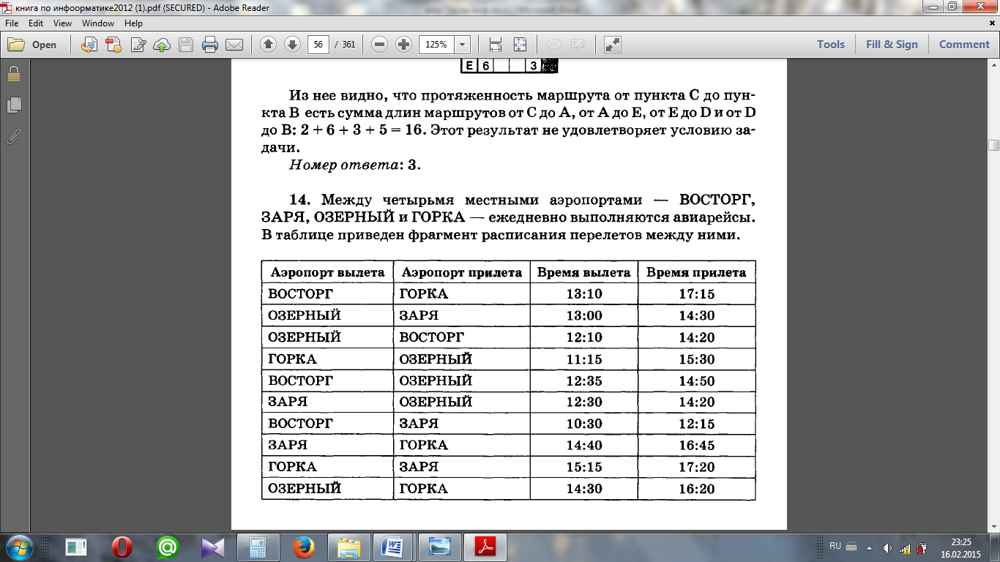 книга по инфооратике2012 (1).pdf (SECURED) - Adobe Reader
File Edit View Window Help
Open 56 / 361 125% Tools Fill & Sign Comment
E 6 3
Из нее видно, что протяженность маршрута от пункта C до пун-
кта B есть сумма длин маршрутов от C до A, от A до E, от E до D и от D
до B: 2 + 6 + 3 + 5 = 16. Этот результат не удовлетворяет условию за-
дачи.
Номер ответа: 3.
14. Между четырьмя местными аэропортами — ВОСТОРГ,
ЗАРЯ, ОЗЕРНЫЙ и ГОРКА — ежедневно выполняются авиарейсы.
В таблице приведен фрагмент расписания перелетов между ними.
Аэропорт вылета Аэропорт прилета Время вылета Время прилета
ВОСТОРГ ГОРКА 13:10 17:15
ОЗЕРНЫЙ ЗАРЯ 13:00 14:30
ОЗЕРНЫЙ ВОСТОРГ 12:10 14:20
ГОРКА ОЗЕРНЫЙ 11:15 15:30
ВОСТОРГ ОЗЕРНЫЙ 12:35 14:50
ЗАРЯ ОЗЕРНЫЙ 12:30 14:20
ВОСТОРГ ЗАРЯ 10:30 12:15
ЗАРЯ ГОРКА 14:40 16:45
ГОРКА ЗАРЯ 15:15 17:20
ОЗЕРНЫЙ ГОРКА 14:30 16:20
RU 23:25
16.02.2015